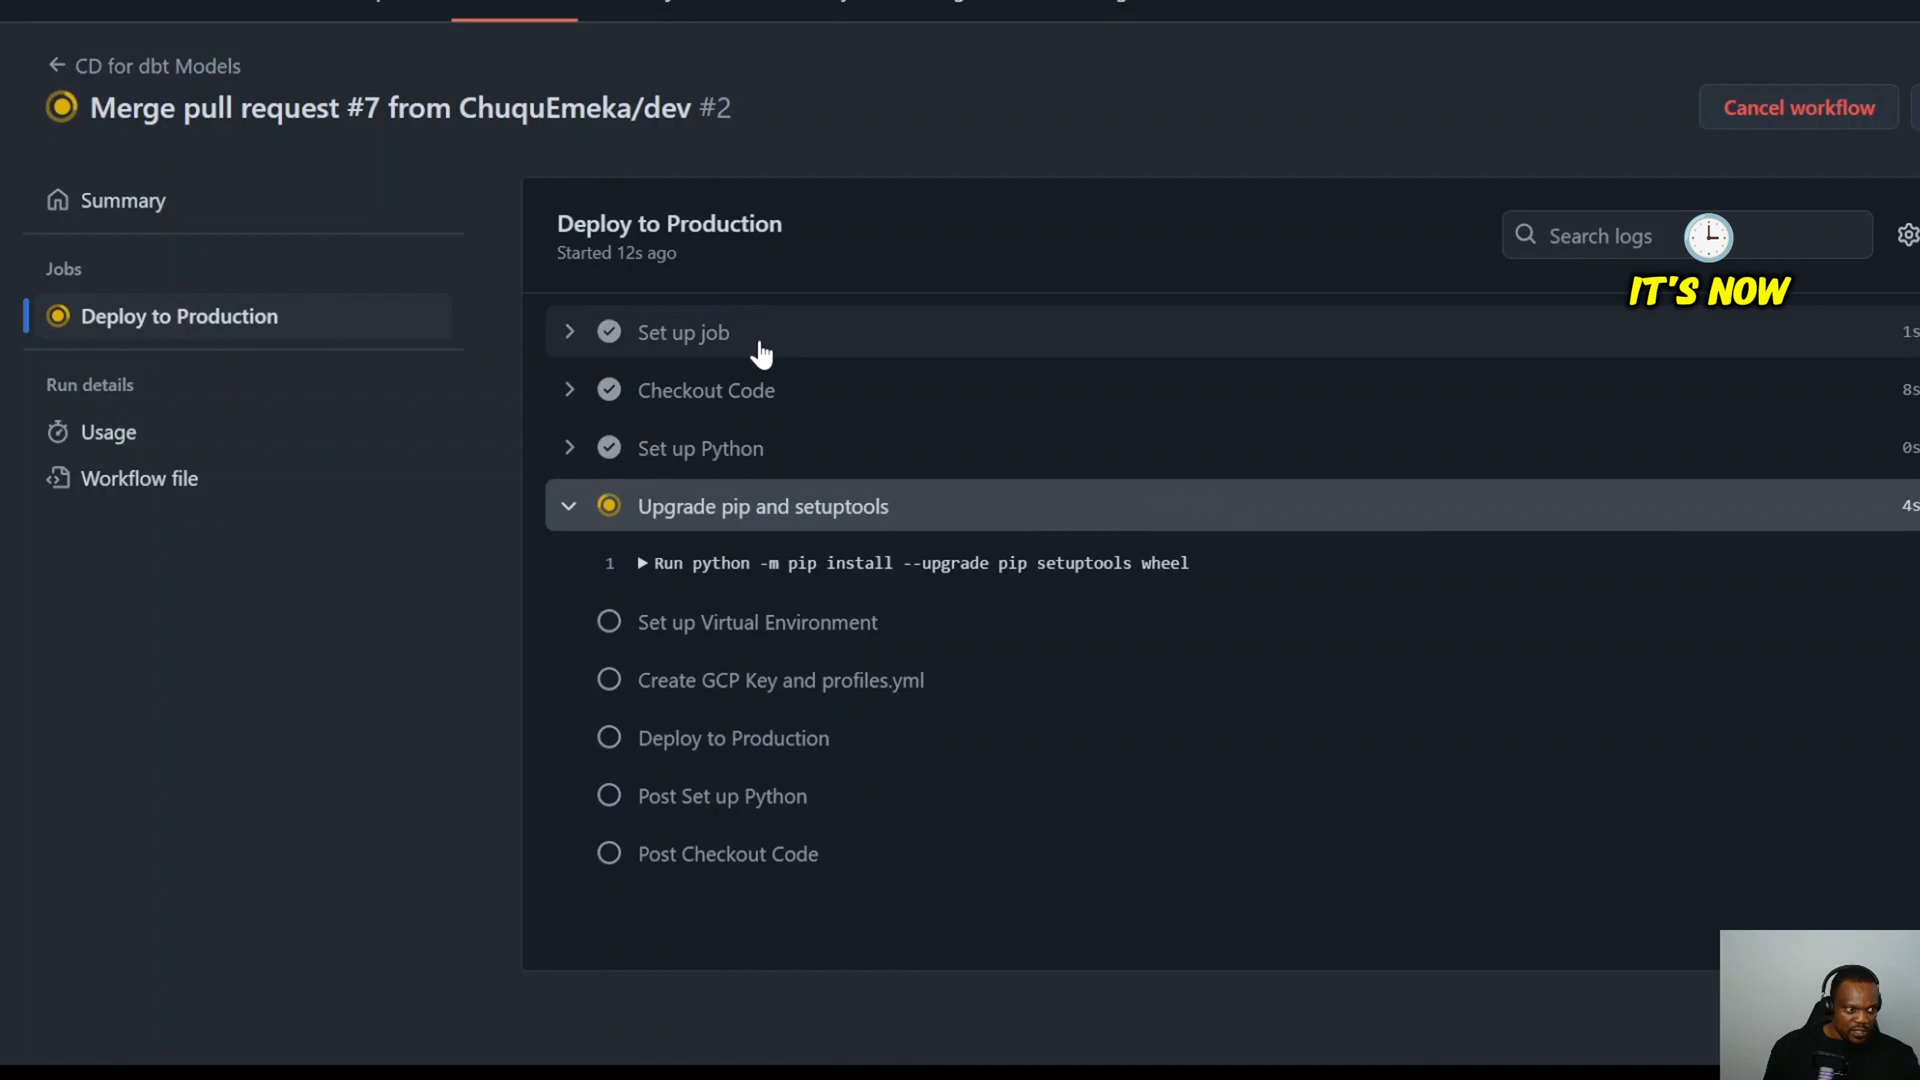 CD for dbt Models
Merge pull request #7 from ChuquEmeka/dev #2
Cancel workflow
Summary
Jobs
Deploy to Production
Run details
Usage
Workflow file
Deploy to Production
Started 12s ago
Search logs
IT'S NOW
Set up job 1s
Checkout Code 8s
Set up Python 0s
Upgrade pip and setuptools 4s
1 Run python -m pip install --upgrade pip setuptools wheel
Set up Virtual Environment
Create GCP Key and profiles.yml
Deploy to Production
Post Set up Python
Post Checkout Code